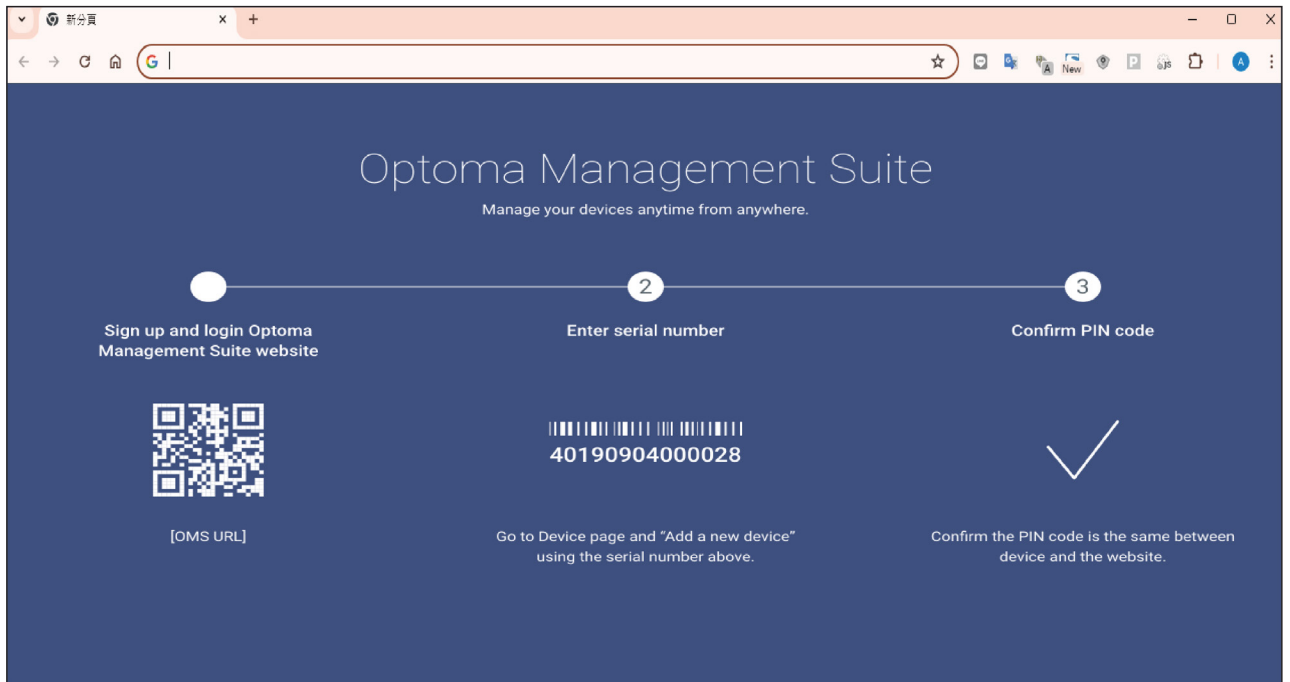 新分頁
New
A
Optoma Management Suite
Manage your devices anytime from anywhere.
2
3
Sign up and login Optoma
Management Suite website
Enter serial number
Confirm PIN code
40190904000028
[OMS URL]
Go to Device page and “Add a new device”
using the serial number above.
Confirm the PIN code is the same between
device and the website.